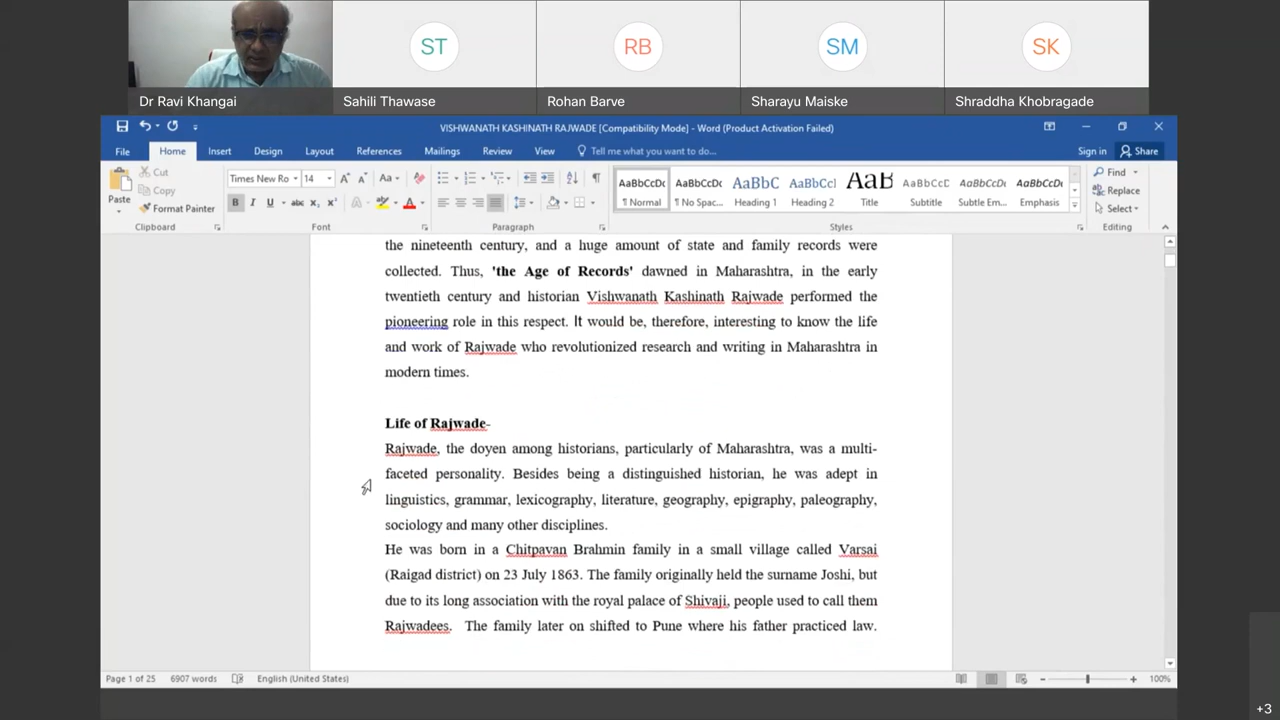 ST
RB
SM
SK
Dr Ravi Khangai
Sahili Thawase
Rohan Barve
Sharayu Maiske
Shraddha Khobragade
VISHWANATH KASHINATH RAJWADE [Compatibility Mode] - Word (Product Activation Failed)
File Home Insert Design Layout References Mailings Review View Tell me what you want to do... Sign in Share
Paste
Cut
Copy
Format Painter
Clipboard
Times New Ro 14
Font
Paragraph
AaBbCcDc AaBbCcDc AaBbC AaBbCcI AaB AaBbCcD AaBbCcDc AaBbCcDc
¶ Normal ¶ No Spac... Heading 1 Heading 2 Title Subtitle Subtle Em... Emphasis
Styles
Find
Replace
Select
Editing
the nineteenth century, and a huge amount of state and family records were
collected. Thus, 'the Age of Records' dawned in Maharashtra, in the early
twentieth century and historian Vishwanath Kashinath Rajwade performed the
pioneering role in this respect. It would be, therefore, interesting to know the life
and work of Rajwade who revolutionized research and writing in Maharashtra in
modern times.
Life of Rajwade-
Rajwade, the doyen among historians, particularly of Maharashtra, was a multi-
faceted personality. Besides being a distinguished historian, he was adept in
linguistics, grammar, lexicography, literature, geography, epigraphy, paleography,
sociology and many other disciplines.
He was born in a Chitpavan Brahmin family in a small village called Varsai
(Raigad district) on 23 July 1863. The family originally held the surname Joshi, but
due to its long association with the royal palace of Shivaji, people used to call them
Rajwadees. The family later on shifted to Pune where his father practiced law.
Page 1 of 25 6907 words English (United States) 100%
+3